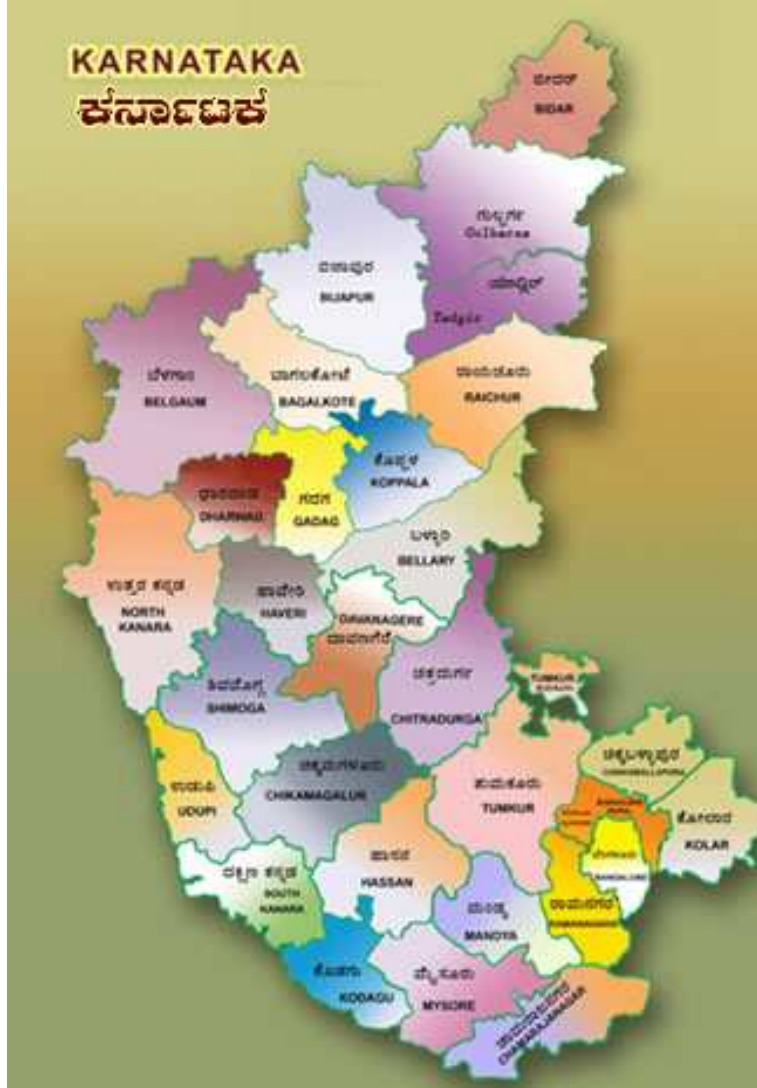 KARNATAKA
ಕರ್ನಾಟಕ
ಬೀದರ್
BIDAR
ಗುಲ್ಬರ್ಗ
ಬಿಜಾಪುರ
BIJAPUR
ಯಾದ್ಗಿರ್
Yadgir
ಬೆಳಗಾಂ
BELGAUM
ಬಾಗಲಕೋಟೆ
BAGALKOTE
ರಾಯಚೂರು
RAICHUR
ಕೊಪ್ಪಳ
KOPPALA
ಧಾರವಾಡ
DHARWAD
ಗದಗ
GADAG
ಬಳ್ಳಾರಿ
BELLARY
ಉತ್ತರ ಕನ್ನಡ
NORTH
KANARA
ಹಾವೇರಿ
HAVERI
DAVANAGERE
ದಾವಣಗೆರೆ
ಶಿವಮೊಗ್ಗ
SHIMOGA
ಚಿತ್ರದುರ್ಗ
CHITRADURGA
TUMKUR
ಚಿಕ್ಕಬಳ್ಳಾಪುರ
ಉಡುಪಿ
UDUPI
ಚಿಕ್ಕಮಗಳೂರು
CHIKAMAGALUR
ತುಮಕೂರು
TUMKUR
ಕೋಲಾರ
KOLAR
ಬೆಂಗಳೂರು
BANGALORE
ದಕ್ಷಿಣ ಕನ್ನಡ
SOUTH
KANARA
ಹಾಸನ
HASSAN
ಮಂಡ್ಯ
MANDYA
ರಾಮನಗರ
ಕೊಡಗು
KODAGU
ಮೈಸೂರು
MYSORE
CHAMARAJANAGAR